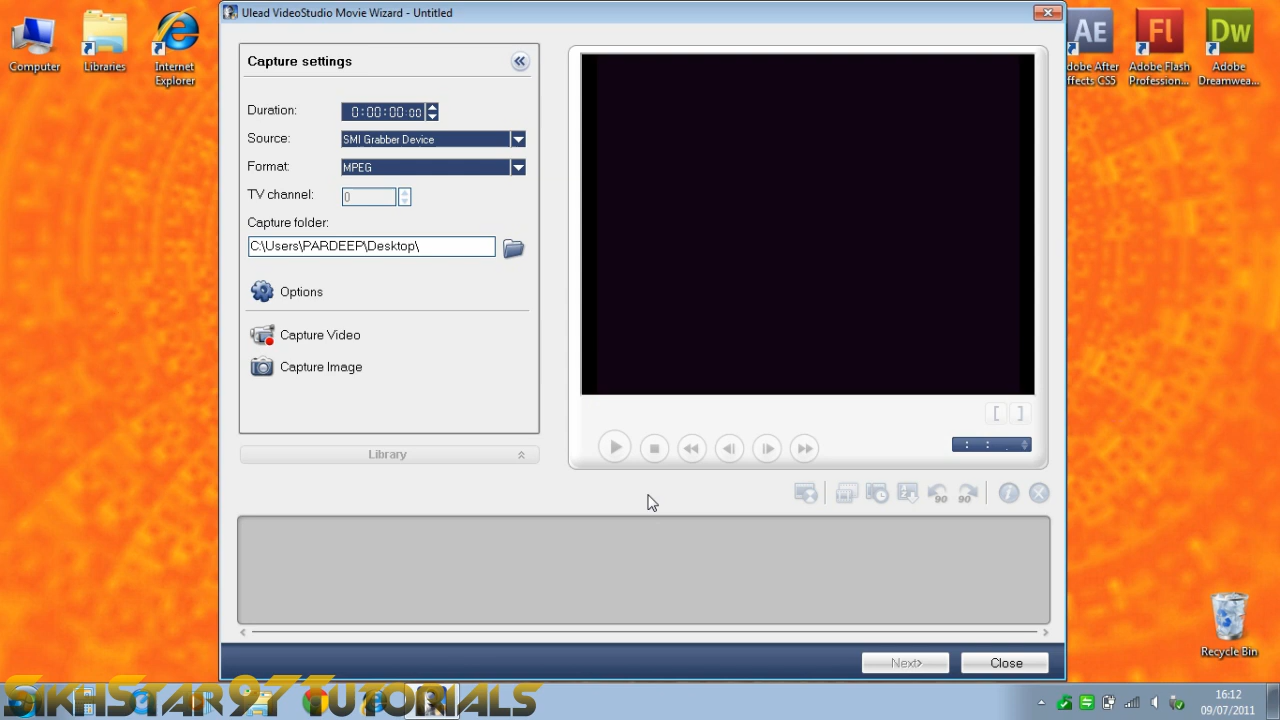 Ulead VideoStudio Movie Wizard - Untitled
Computer
Libraries
Internet
Explorer
Capture settings
Duration: 0:00:00:00
Source: SMI Grabber Device
Format: MPEG
TV channel: 0
Capture folder:
C:\Users\PARDEEP\Desktop\
Options
Capture Video
Capture Image
Library
[ ]
: : .
90 90
Next>
Close
AE
Fl
Dw
dobe After
ffects CS5
Adobe Flash
Profession...
Adobe
Dreamwea...
Recycle Bin
SikhStar97 Tutorials
16:12
09/07/2011